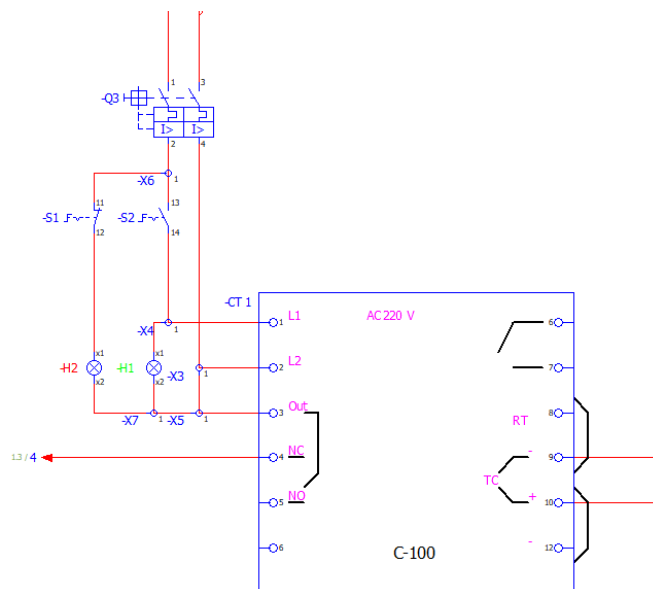 1 3
-Q3
I> I>
2 4
-X6 1
11 13
-S1 -S2
12 14
-CT 1 L1 AC220 V
-X4 1 1 6
x1 x1 L2
-H2 -H1 -X3 1 2 7
x2 x2 Out
-X7 1 -X5 1 3 8
NC RT
1.3 / 4 4 - 9
TC
NO +
5 10
6 C-100 - 12